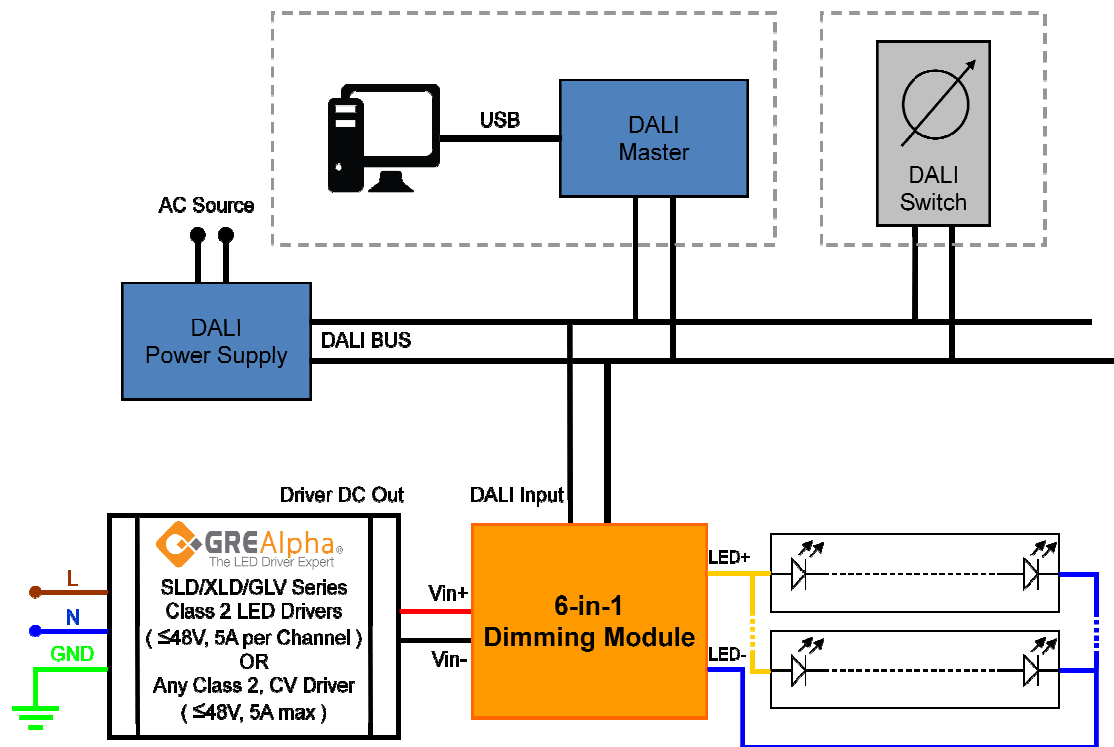 USB
DALI
Master
DALI
Switch
AC Source
DALI
Power Supply
DALI BUS
Driver DC Out
DALI Input
GREAlpha®
The LED Driver Expert
SLD/XLD/GLV Series
Class 2 LED Drivers
( ≤48V, 5A per Channel )
OR
Any Class 2, CV Driver
( ≤48V, 5A max )
L
N
GND
Vin+
Vin-
6-in-1
Dimming Module
LED+
LED-